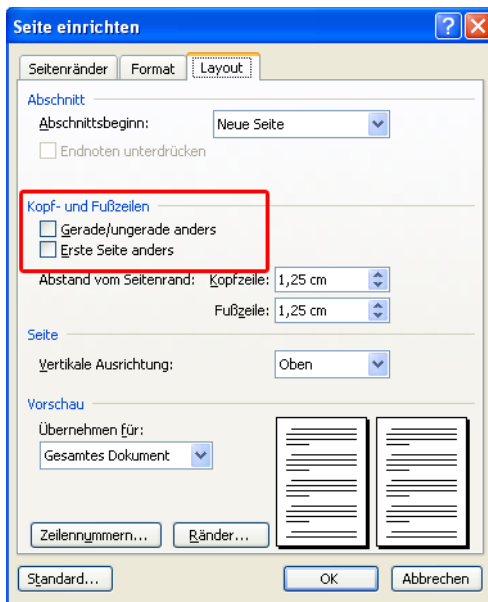 Seite einrichten
Seitenränder Format Layout
Abschnitt
Abschnittsbeginn: Neue Seite
Endnoten unterdrücken
Kopf- und Fußzeilen
Gerade/ungerade anders
Erste Seite anders
Abstand vom Seitenrand: Kopfzeile: 1,25 cm
Fußzeile: 1,25 cm
Seite
Vertikale Ausrichtung: Oben
Vorschau
Übernehmen für:
Gesamtes Dokument
Zeilennummern... Ränder...
Standard... OK Abbrechen